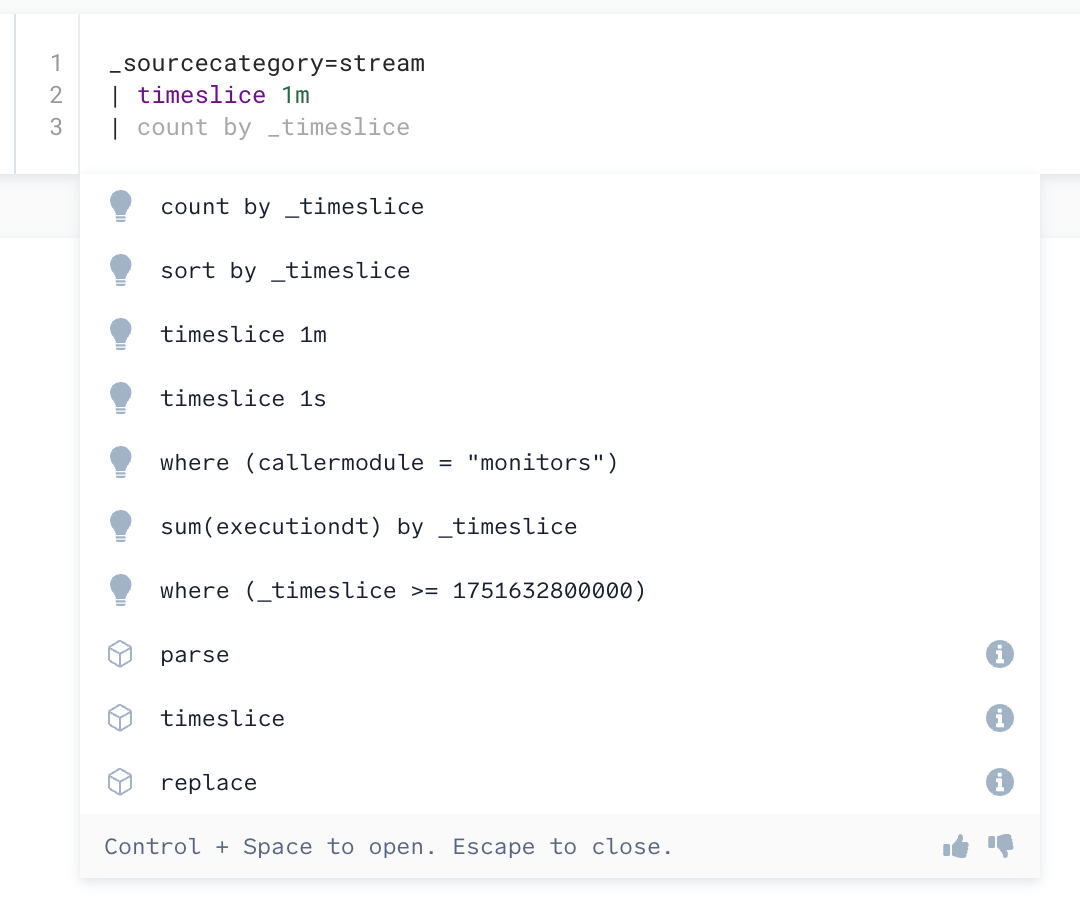 1 _sourcecategory=stream
2 | timeslice 1m
3 | count by _timeslice
count by _timeslice
sort by _timeslice
timeslice 1m
timeslice 1s
where (callermodule = "monitors")
sum(executiondt) by _timeslice
where (_timeslice >= 1751632800000)
parse
timeslice
replace
Control + Space to open. Escape to close.